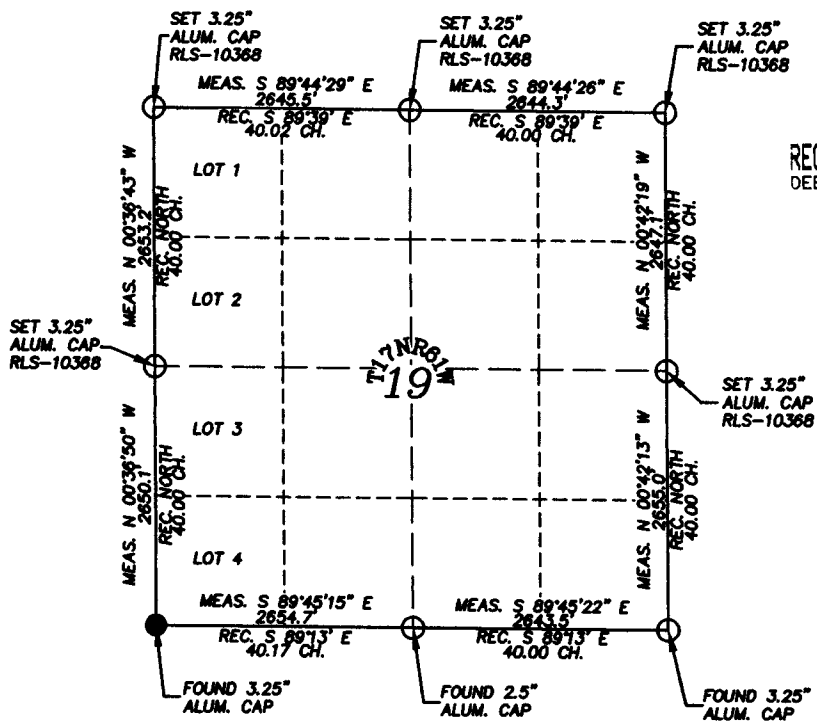 SET 3.25"
ALUM. CAP
RLS-10368
SET 3.25"
ALUM. CAP
RLS-10368
SET 3.25"
ALUM. CAP
RLS-10368
MEAS. S 89°44'29" E
2645.5'
REC. S 89°39' E
40.02 CH.
MEAS. S 89°44'26" E
2644.3'
REC. S 89°39' E
40.00 CH.
LOT 1
MEAS. N 00°36'43" W
2653.2'
REC. NORTH
40.00 CH.
MEAS. N 00°42'19" W
2647.1'
REC. NORTH
40.00 CH.
LOT 2
SET 3.25"
ALUM. CAP
RLS-10368
T17NR61W
19
SET 3.25"
ALUM. CAP
RLS-10368
LOT 3
MEAS. N 00°36'50" W
2650.1'
REC. NORTH
40.00 CH.
MEAS. N 00°42'13" W
2655.0'
REC. NORTH
40.00 CH.
LOT 4
MEAS. S 89°45'15" E
2654.7'
REC. S 89°13' E
40.17 CH.
MEAS. S 89°45'22" E
2643.5'
REC. S 89°13' E
40.00 CH.
FOUND 3.25"
ALUM. CAP
FOUND 2.5"
ALUM. CAP
FOUND 3.25"
ALUM. CAP